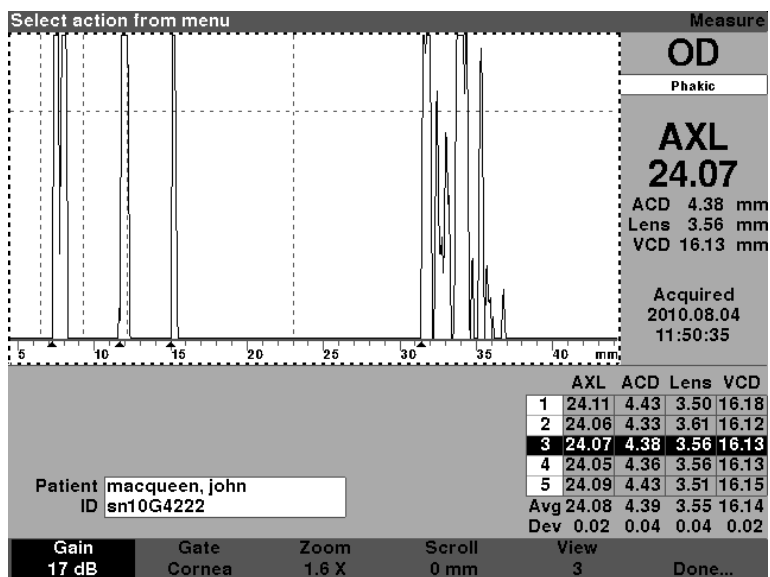 Select action from menu Measure
OD
Phakic
AXL
24.07
ACD 4.38 mm
Lens 3.56 mm
VCD 16.13 mm
Acquired
2010.08.04
11:50:35
5 10 15 20 25 30 35 40 mm
AXL ACD Lens VCD
1 24.11 4.43 3.50 16.18
2 24.06 4.33 3.61 16.12
3 24.07 4.38 3.56 16.13
4 24.05 4.36 3.56 16.13
5 24.09 4.43 3.51 16.15
Avg 24.08 4.39 3.55 16.14
Dev 0.02 0.04 0.04 0.02
Patient macqueen, john
ID sn10G4222
Gain Gate Zoom Scroll View
17 dB Cornea 1.6 X 0 mm 3 Done...